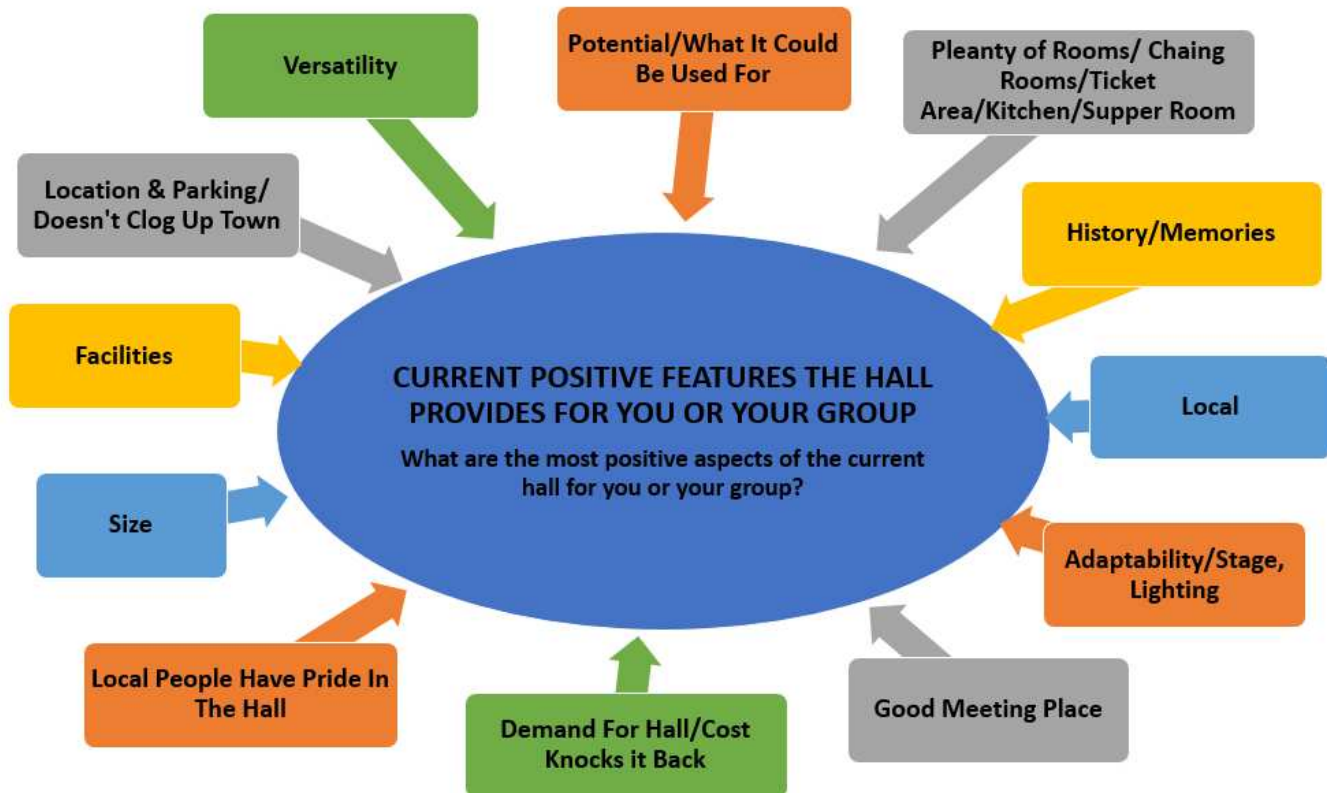 Versatility
Potential/What It Could
Be Used For
Pleanty of Rooms/ Chaing
Rooms/Ticket
Area/Kitchen/Supper Room
Location & Parking/
Doesn't Clog Up Town
History/Memories
Facilities
CURRENT POSITIVE FEATURES THE HALL
PROVIDES FOR YOU OR YOUR GROUP
What are the most positive aspects of the current
hall for you or your group?
Local
Size
Adaptability/Stage,
Lighting
Local People Have Pride In
The Hall
Demand For Hall/Cost
Knocks it Back
Good Meeting Place